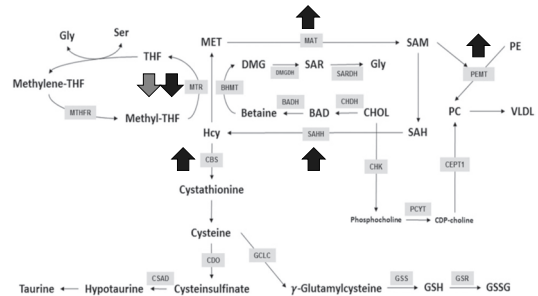 Gly
Ser
THF
Methylene-THF
MTHFR
Methyl-THF
MTR
MET
MAT
SAM
PE
PEMT
DMG
DMGDH
SAR
SARDH
Gly
BHMT
Betaine
BADH
BAD
CHDH
CHOL
PC
VLDL
Hcy
SAHH
SAH
CBS
CHK
CEPT1
Cystathionine
Phosphocholine
PCYT
CDP-choline
Cysteine
CDO
GCLC
Taurine
Hypotaurine
CSAD
Cysteinsulfinate
γ-Glutamylcysteine
GSS
GSH
GSR
GSSG